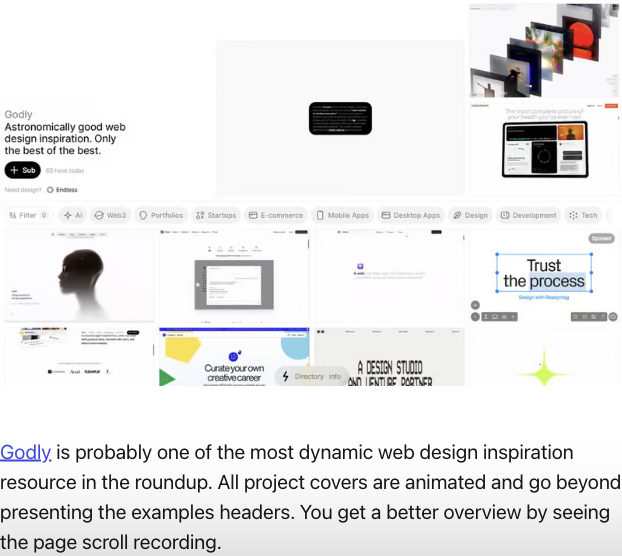 Godly
Astronomically good web
design inspiration. Only
the best of the best.
+ Sub
60 have today
Need design? Endless
The most complete picture of
your health you've ever had
Filter 0
AI
Web3
Portfolios
Startups
E-commerce
Mobile Apps
Desktop Apps
Design
Development
Tech
Sponsor
Trust
the process
Design with Readymag
Curate your own
creative career
A DESIGN STUDIO
AND VENTURE PARTNER
Directory Info
Godly is probably one of the most dynamic web design inspiration
resource in the roundup. All project covers are animated and go beyond
presenting the examples headers. You get a better overview by seeing
the page scroll recording.